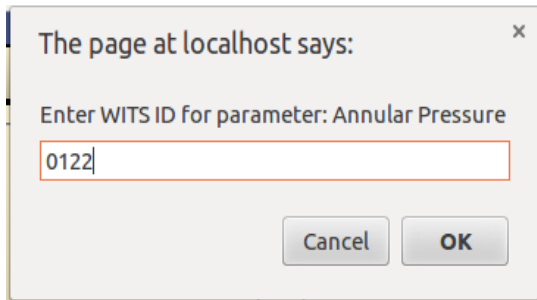 The page at localhost says:
Enter WITS ID for parameter: Annular Pressure
0122
Cancel
OK